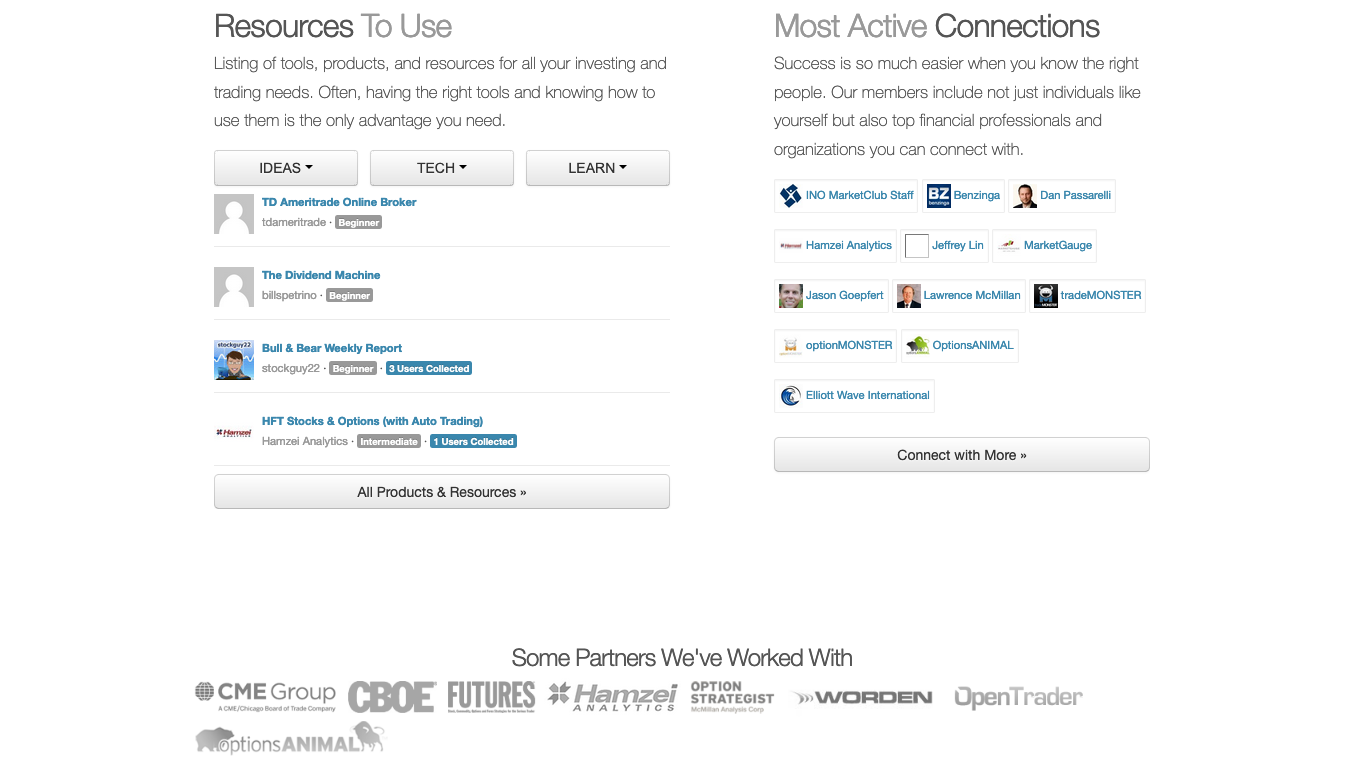 Resources To Use
Listing of tools, products, and resources for all your investing and
trading needs. Often, having the right tools and knowing how to
use them is the only advantage you need.
IDEAS
TECH
LEARN
TD Ameritrade Online Broker
tdameritrade · Beginner
The Dividend Machine
billspetrino · Beginner
stockguy22
Bull & Bear Weekly Report
stockguy22 · Beginner · 3 Users Collected
Hamzei
ANALYTICS
HFT Stocks & Options (with Auto Trading)
Hamzei Analytics · Intermediate · 1 Users Collected
All Products & Resources »
Most Active Connections
Success is so much easier when you know the right
people. Our members include not just individuals like
yourself but also top financial professionals and
organizations you can connect with.
INO MarketClub Staff
BZ
benzinga
Benzinga
Dan Passarelli
Hamzei Analytics
Jeffrey Lin
MarketGauge
Jason Goepfert
Lawrence McMillan
tradeMONSTER
optionMONSTER
OptionsANIMAL
Elliott Wave International
Connect with More »
Some Partners We've Worked With
CME Group
A CME/Chicago Board of Trade Company
CBOE
FUTURES
Hamzei
ANALYTICS
OPTION
STRATEGIST
McMillan Analysis Corp
WORDEN
OpenTrader
optionsANIMAL